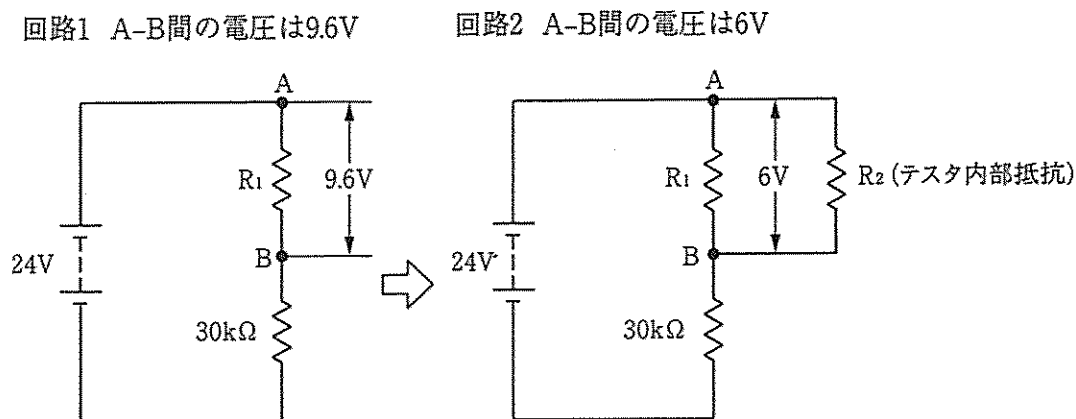 回路1 A-B間の電圧は9.6V
A
R1
9.6V
24V
B
30kΩ
回路2 A-B間の電圧は6V
A
R1
6V
R2(テスタ内部抵抗)
24V
B
30kΩ